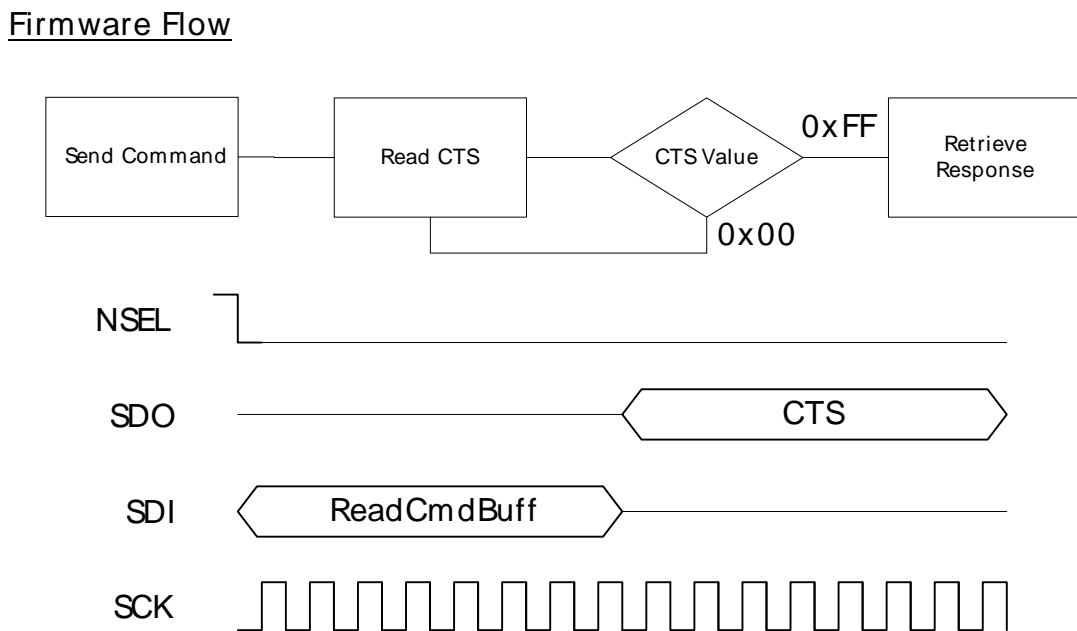 Firmware Flow
Send Command
Read CTS
CTS Value
0xFF
Retrieve
Response
0x00
NSEL
SDO
CTS
SDI
ReadCmdBuff
SCK